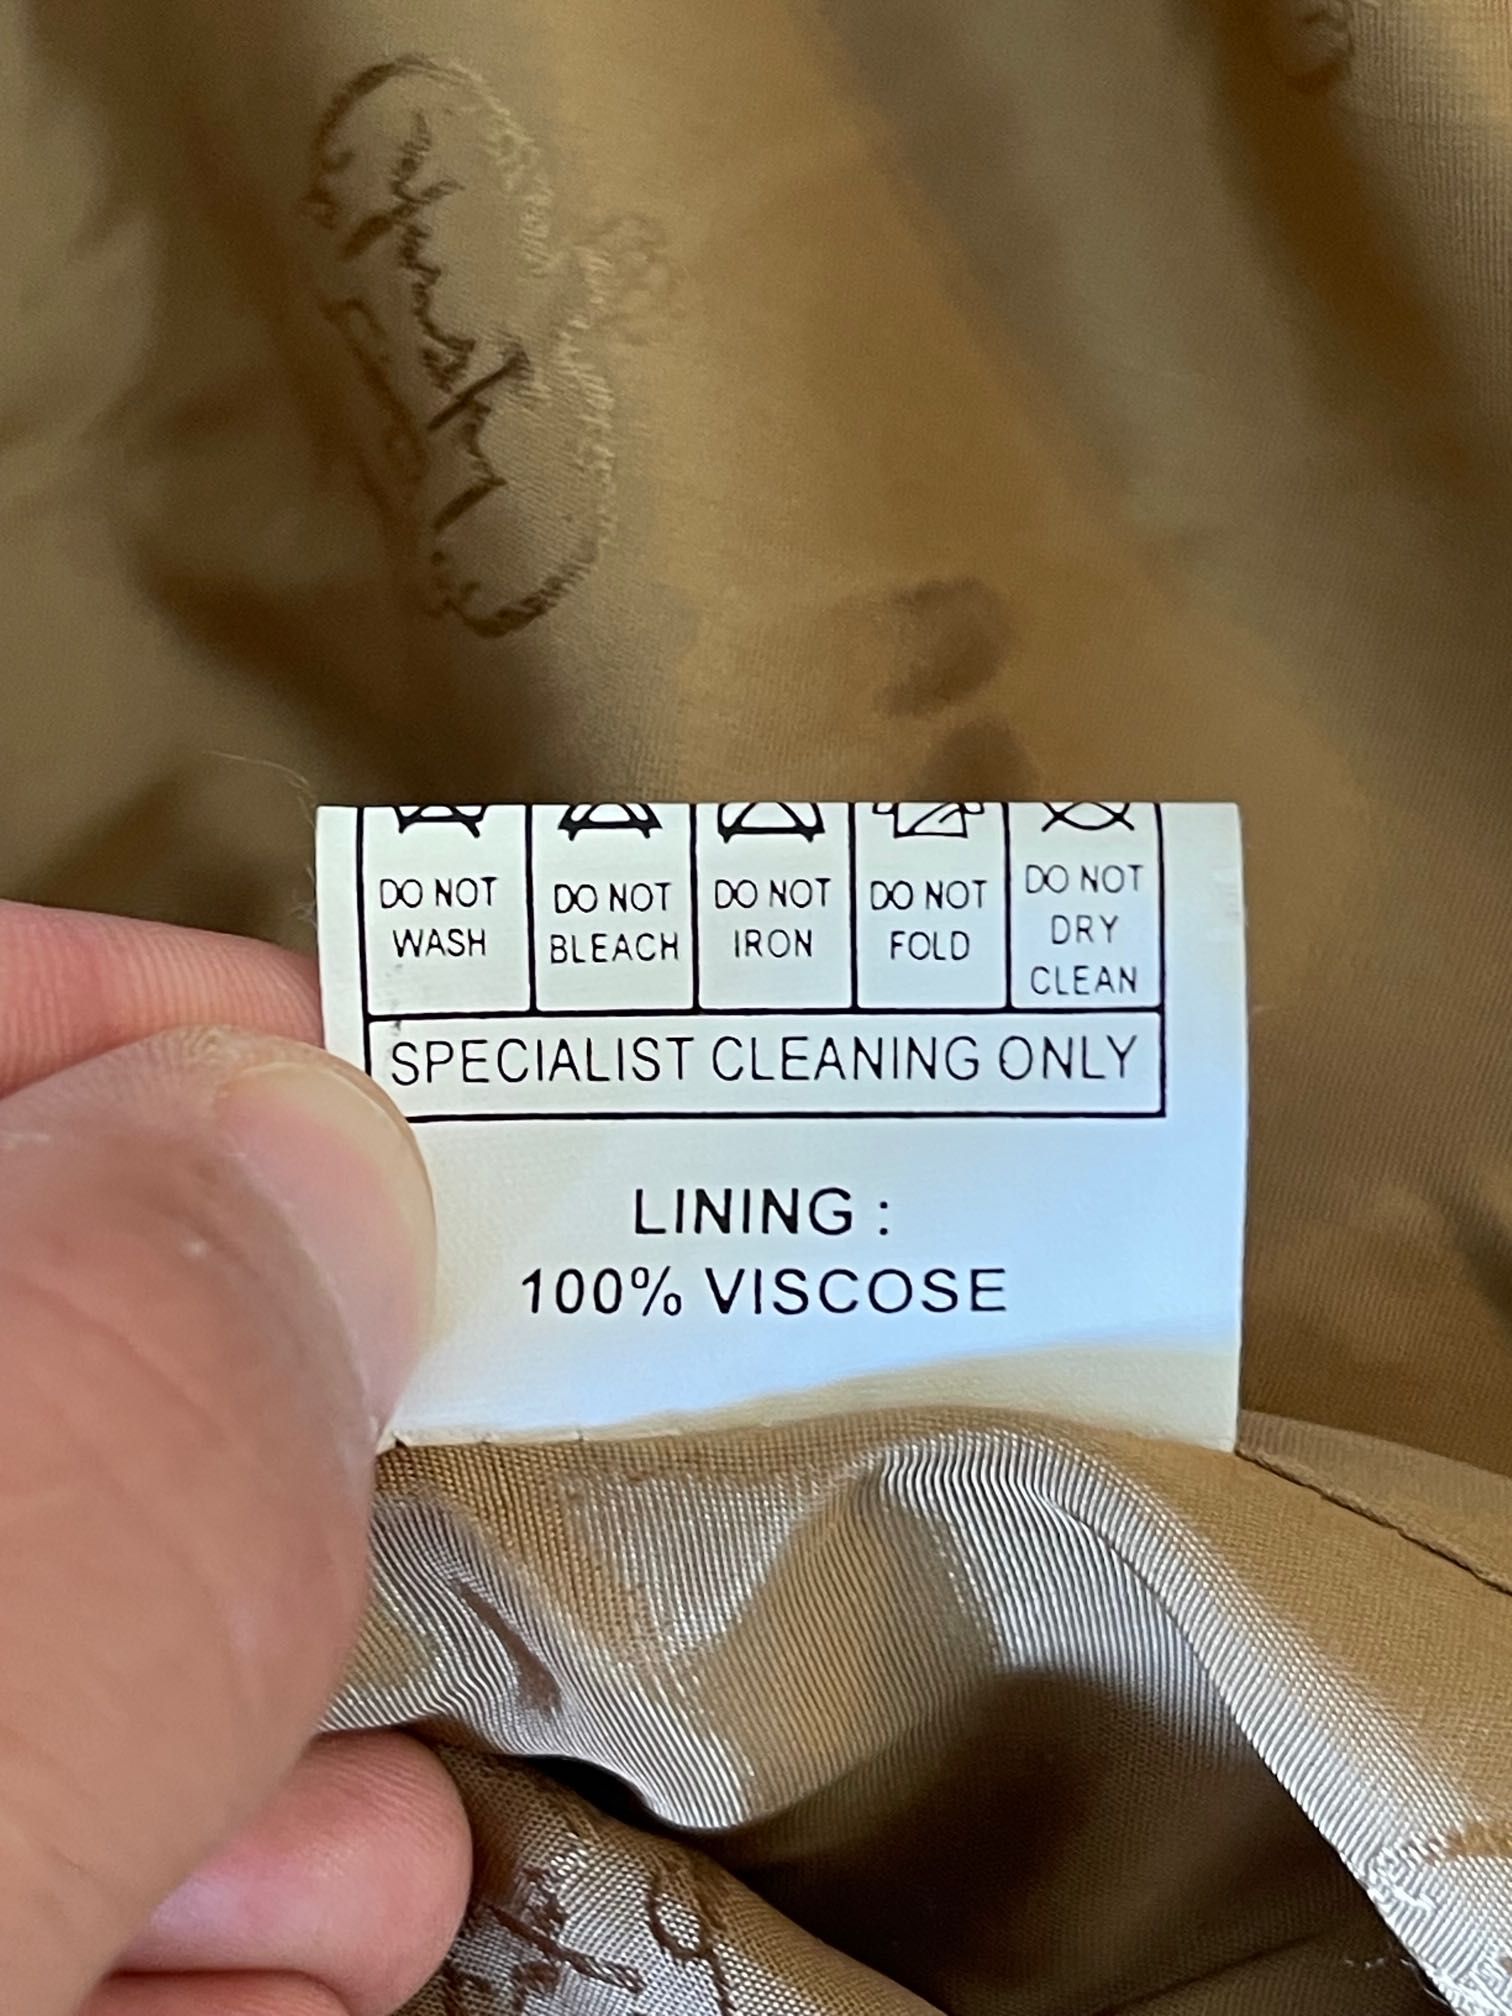 DO NOT WASH
DO NOT BLEACH
DO NOT IRON
DO NOT FOLD
DO NOT DRY CLEAN
SPECIALIST CLEANING ONLY
LINING :
100% VISCOSE